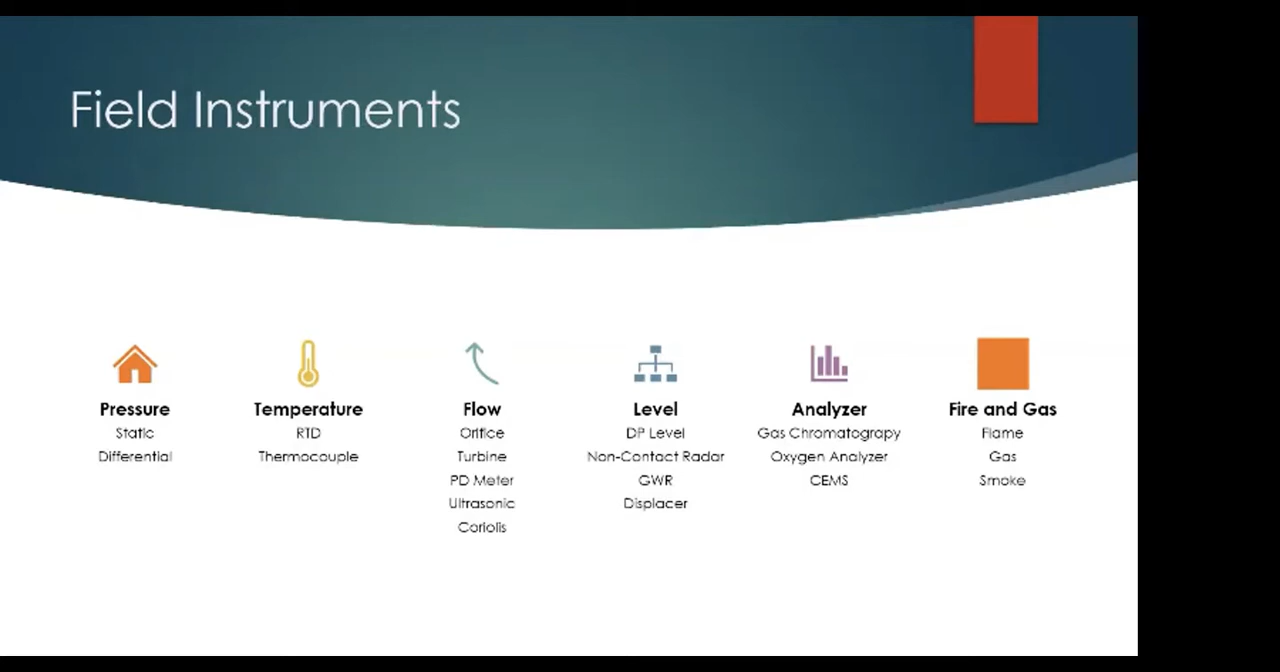 Field Instruments
Pressure
Static
Differential
Temperature
RTD
Thermocouple
Flow
Orifice
Turbine
PD Meter
Ultrasonic
Coriolis
Level
DP Level
Non-Contact Radar
GWR
Displacer
Analyzer
Gas Chromatograpy
Oxygen Analyzer
CEMS
Fire and Gas
Flame
Gas
Smoke